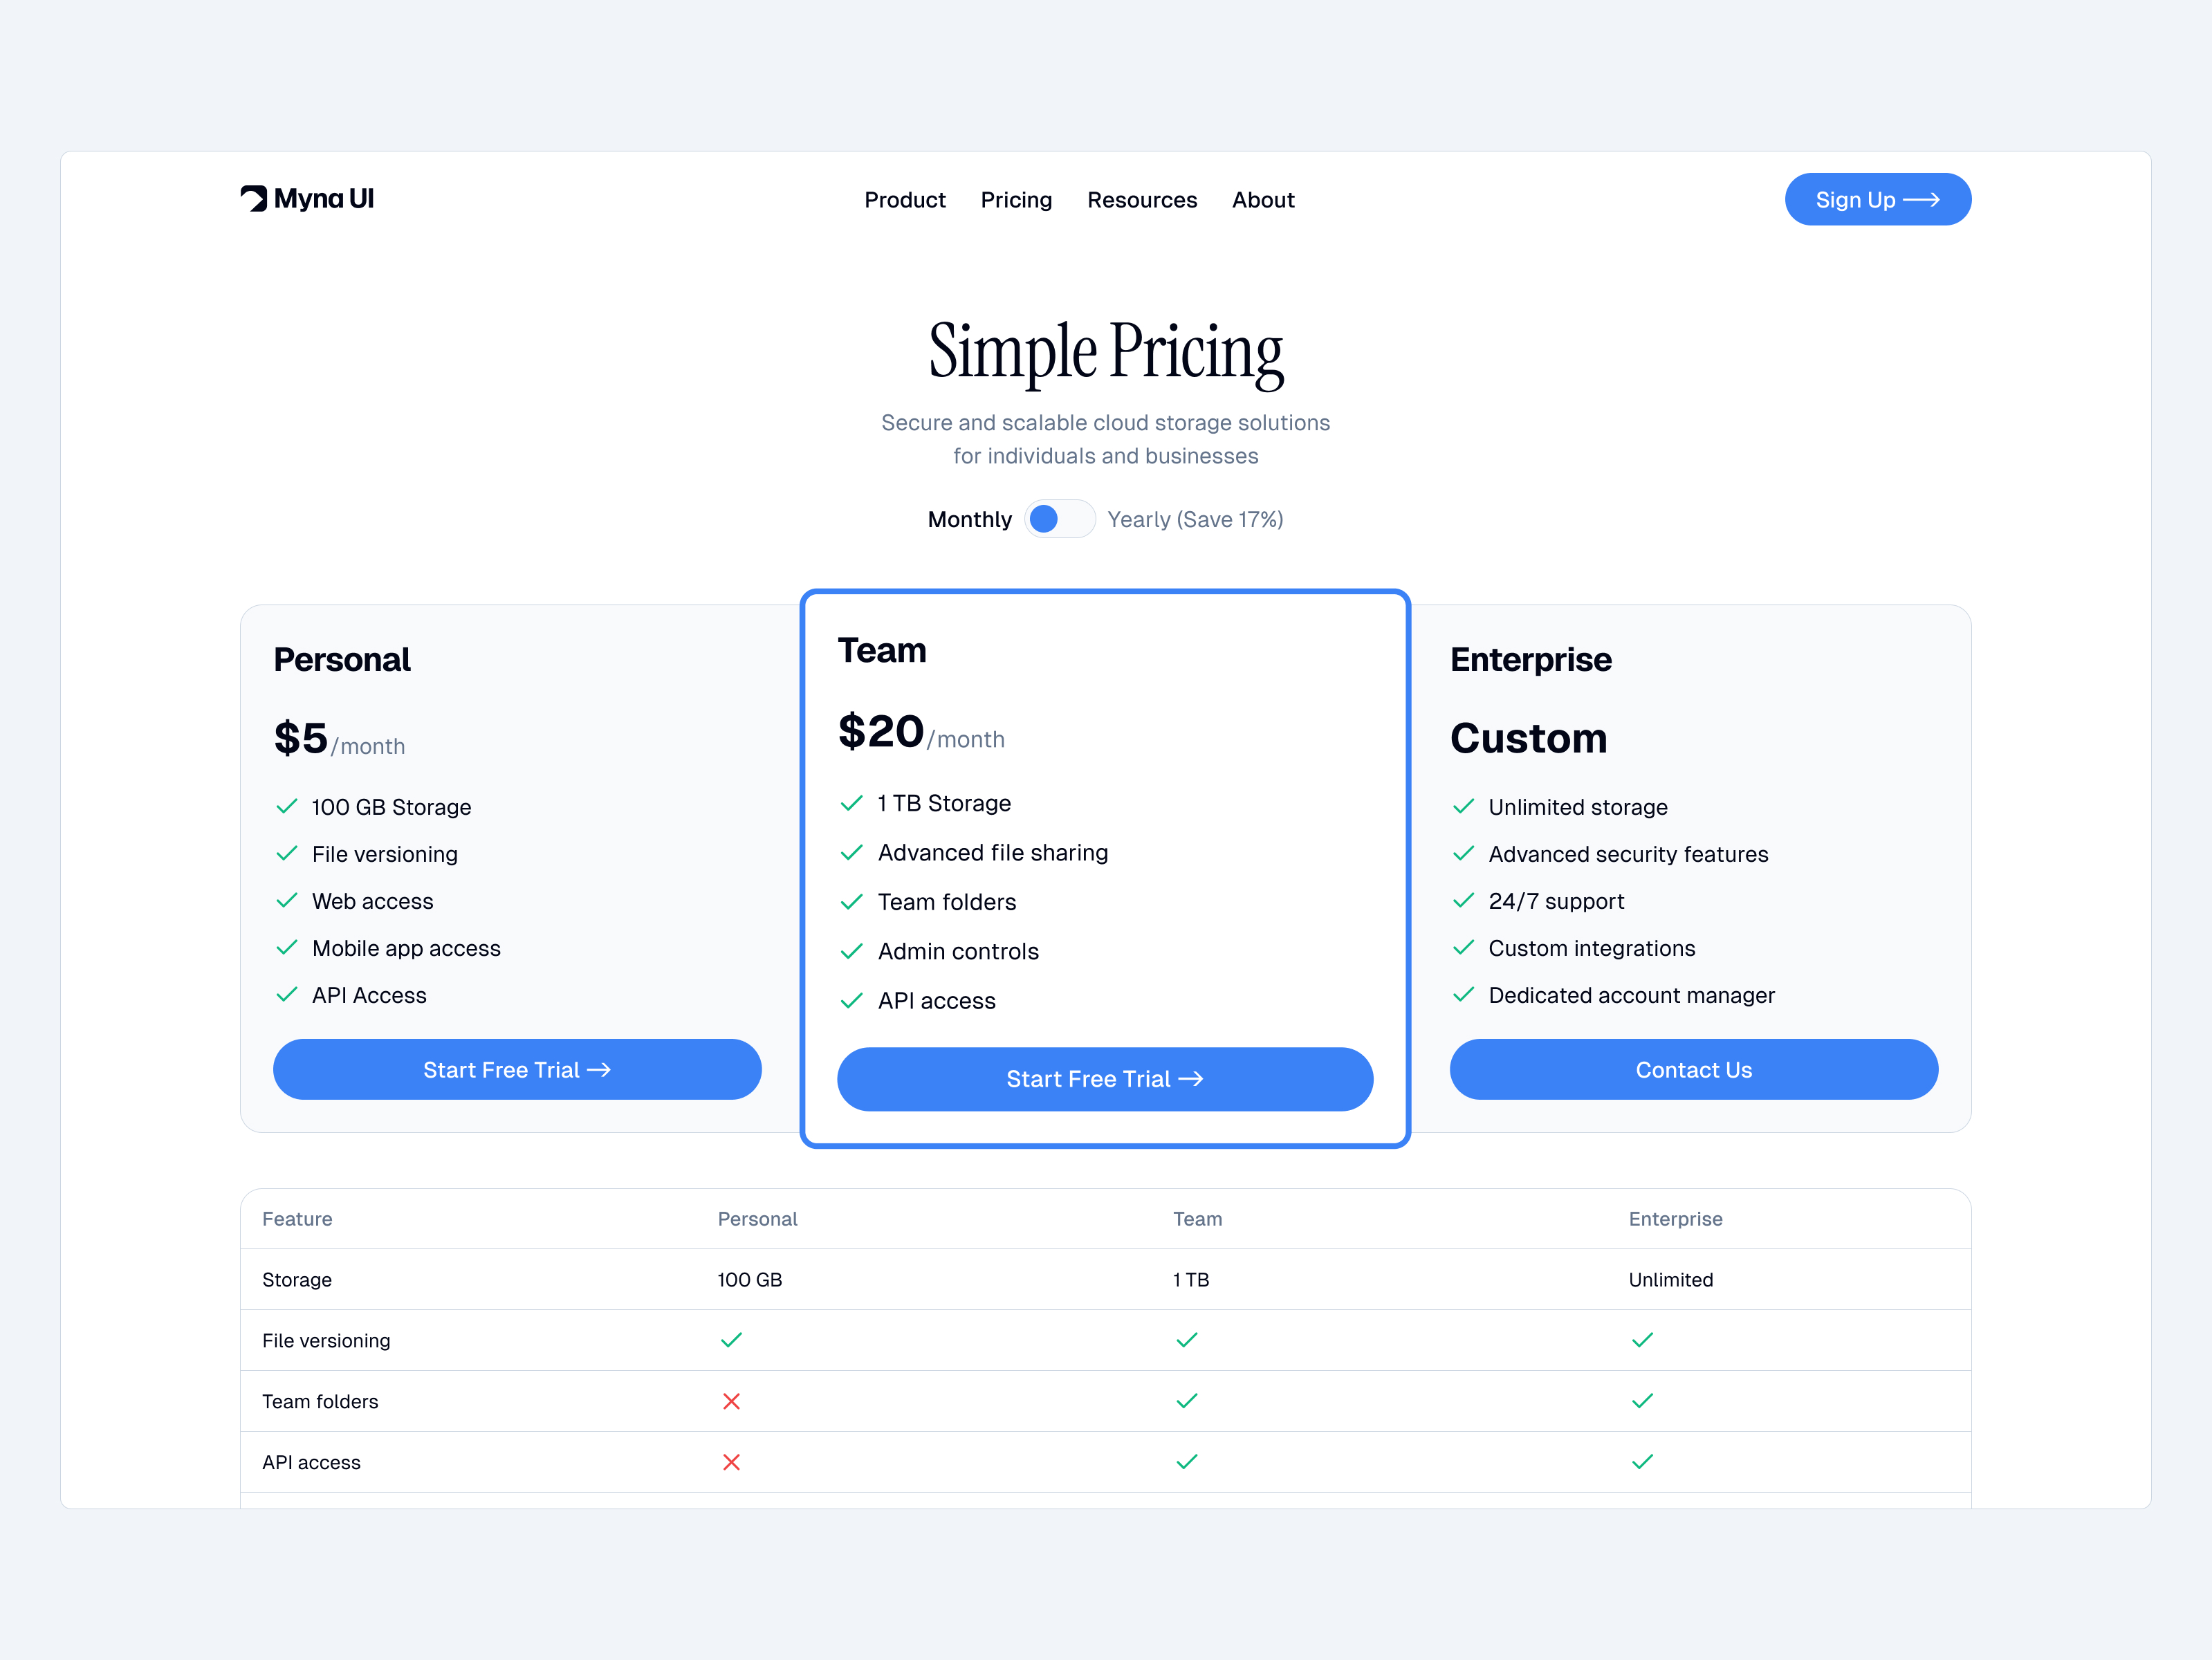 Myna UI
Product Pricing Resources About
Sign Up
Simple Pricing
Secure and scalable cloud storage solutions
for individuals and businesses
Monthly Yearly (Save 17%)
Personal
$5/month
100 GB Storage
File versioning
Web access
Mobile app access
API Access
Start Free Trial
Team
$20/month
1 TB Storage
Advanced file sharing
Team folders
Admin controls
API access
Start Free Trial
Enterprise
Custom
Unlimited storage
Advanced security features
24/7 support
Custom integrations
Dedicated account manager
Contact Us
Feature Personal Team Enterprise
Storage 100 GB 1 TB Unlimited
File versioning
Team folders
API access